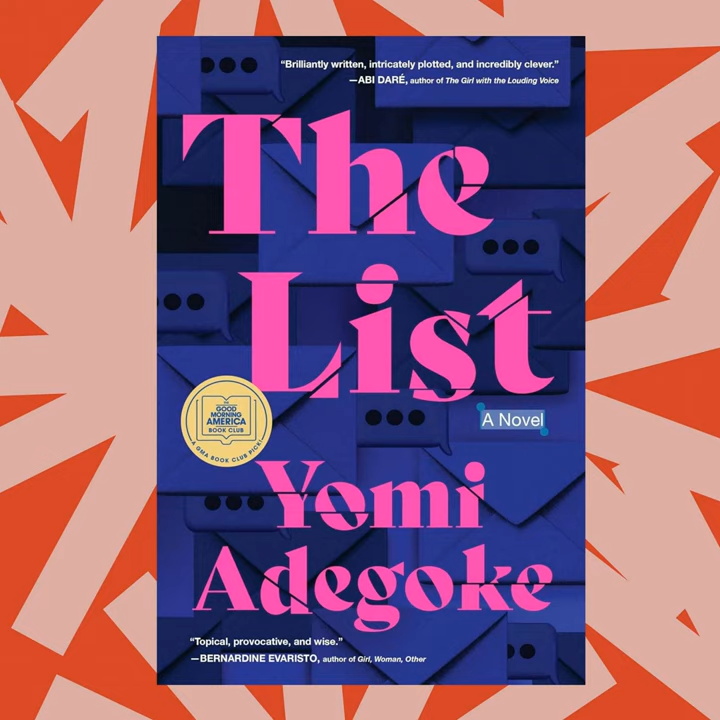 “Brilliantly written, intricately plotted, and incredibly clever.”
—ABI DARÉ, author of The Girl with the Louding Voice
The
List
A Novel
THE
GOOD
MORNING
AMERICA
BOOK CLUB
A GMA BOOK CLUB PICK!
Yomi
Adegoke
“Topical, provocative, and wise.”
—BERNARDINE EVARISTO, author of Girl, Woman, Other